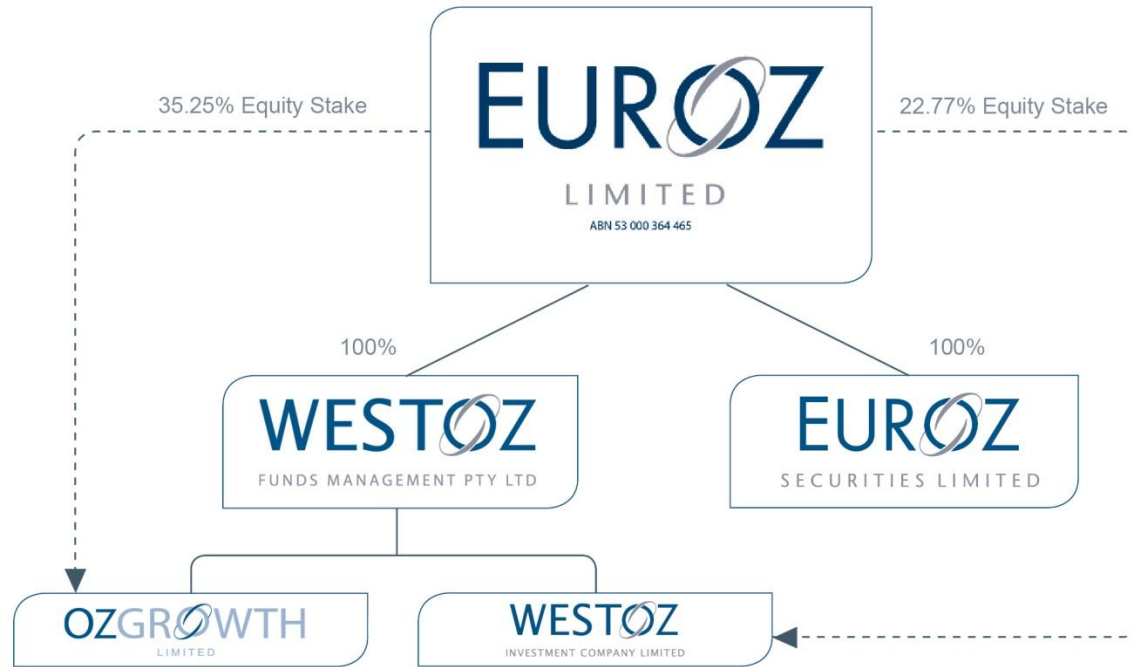 EUROZ
LIMITED
ABN 53 000 364 465
35.25% Equity Stake
22.77% Equity Stake
100%
100%
WESTOZ
FUNDS MANAGEMENT PTY LTD
EUROZ
SECURITIES LIMITED
OZGROWTH
LIMITED
WESTOZ
INVESTMENT COMPANY LIMITED